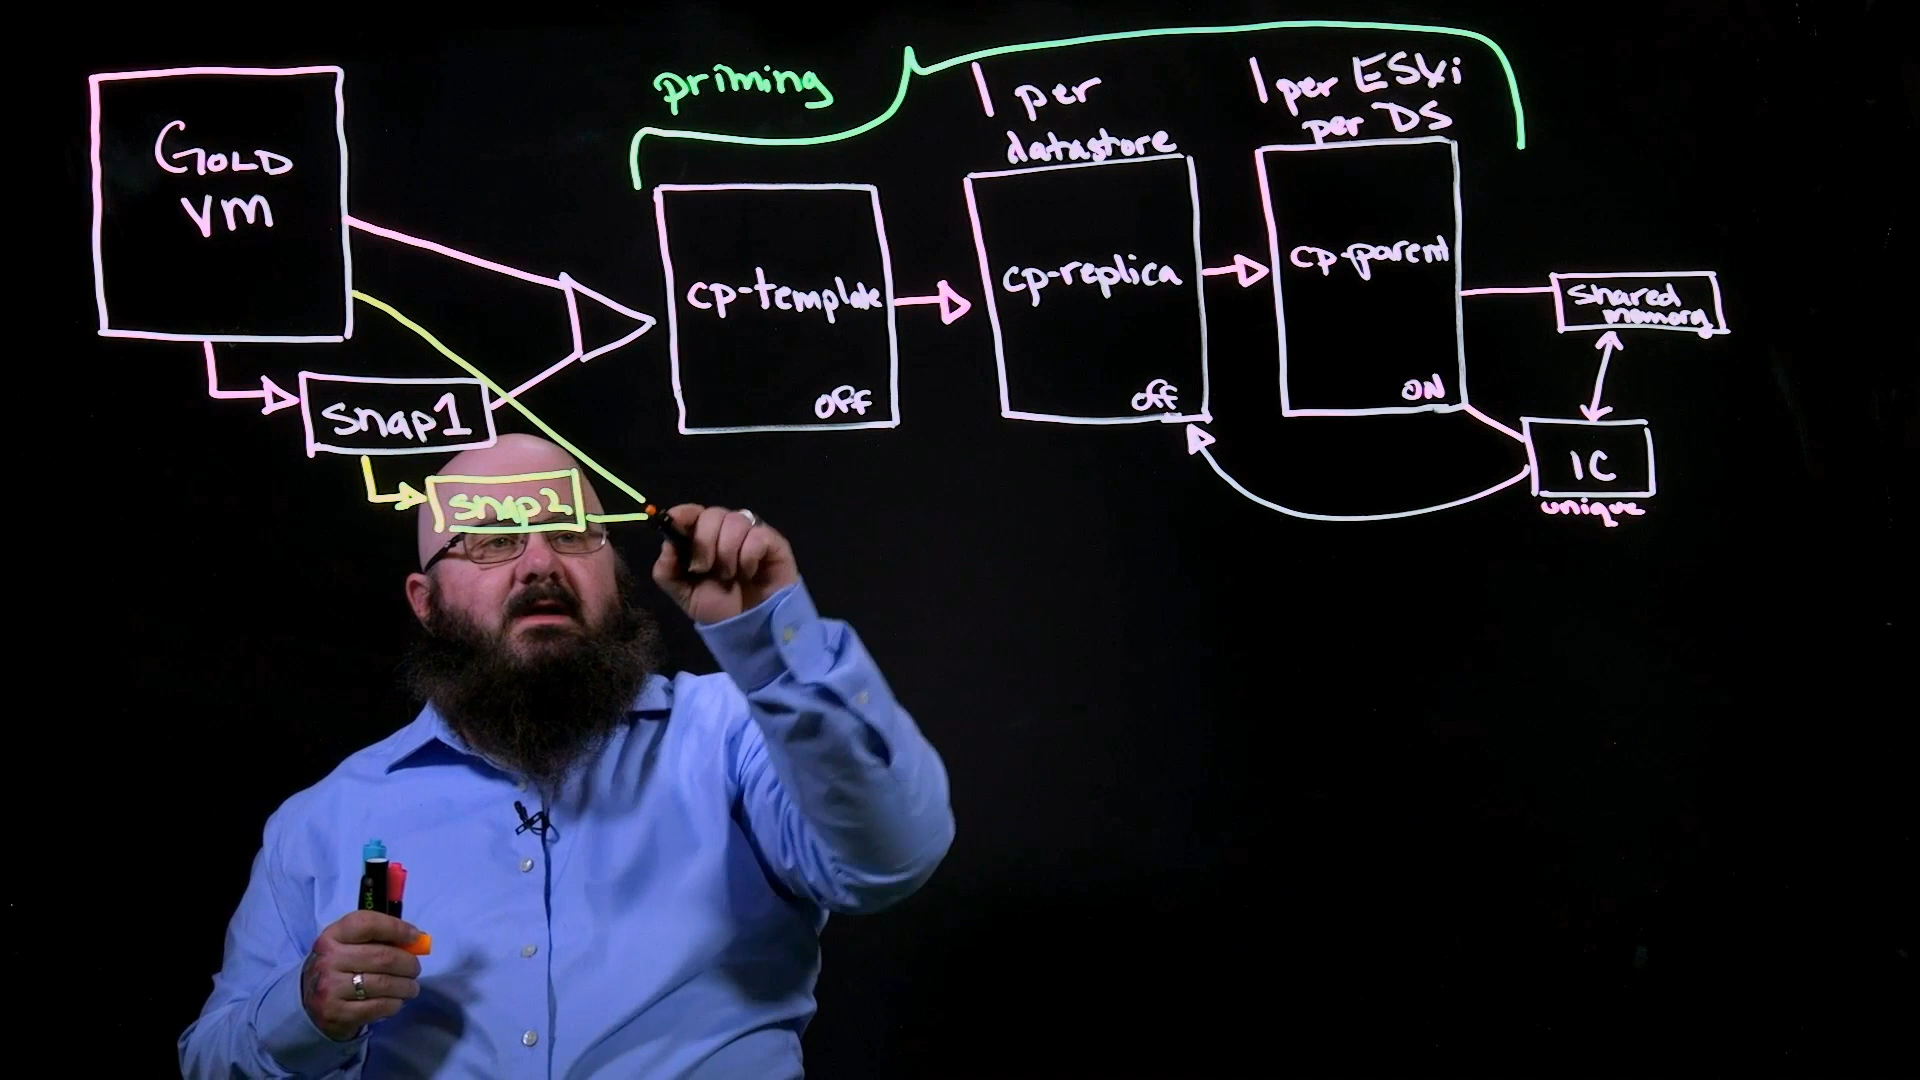 GOLD
VM
snap1
snap2
priming
cp-template
off
1 per
datastore
cp-replica
off
1 per ESXi
per DS
cp-parent
ON
shared
memory
IC
unique